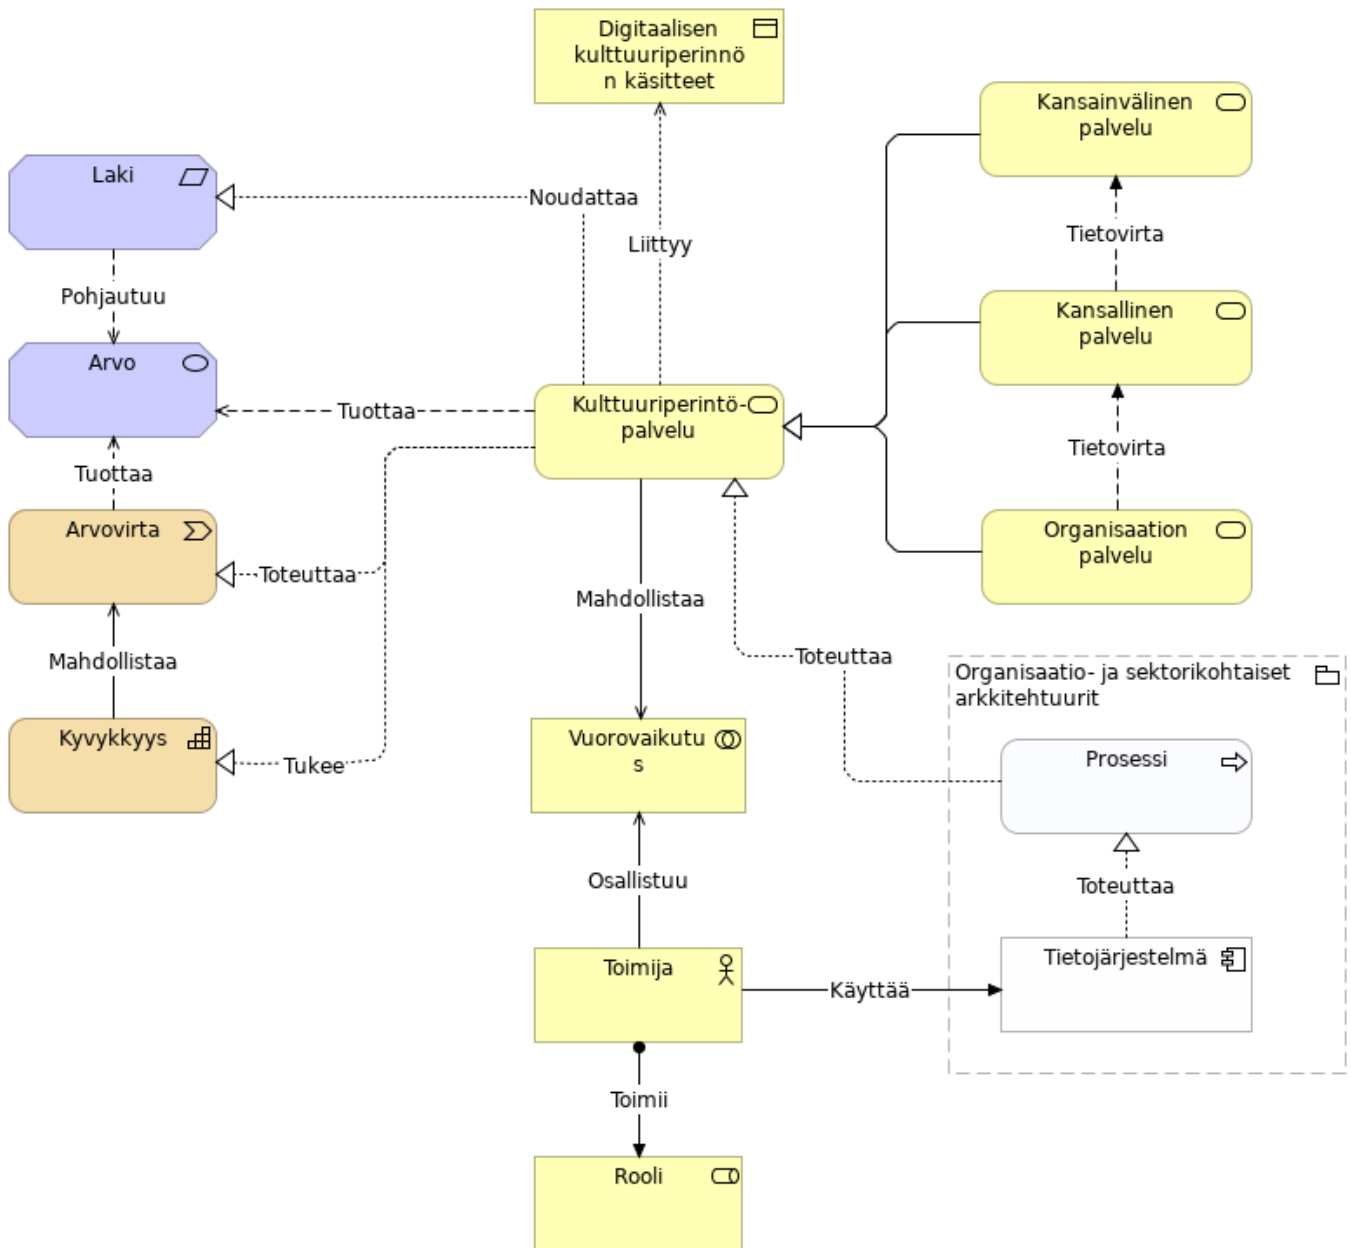 Digitaalisen
kulttuuriperinnö
n käsitteet
Kansainvälinen
palvelu
Laki
Noudattaa
Liittyy
Tietovirta
Pohjautuu
Kansallinen
palvelu
Arvo
Tuottaa
Kulttuuriperintö-
palvelu
Tietovirta
Tuottaa
Arvovirta
Organisaation
palvelu
Toteuttaa
Mahdollistaa
Mahdollistaa
Toteuttaa
Organisaatio- ja sektorikohtaiset
arkkitehtuurit
Kyvykkyys
Tukee
Vuorovaikutu
s
Prosessi
Osallistuu
Toteuttaa
Toimija
Käyttää
Tietojärjestelmä
Toimii
Rooli